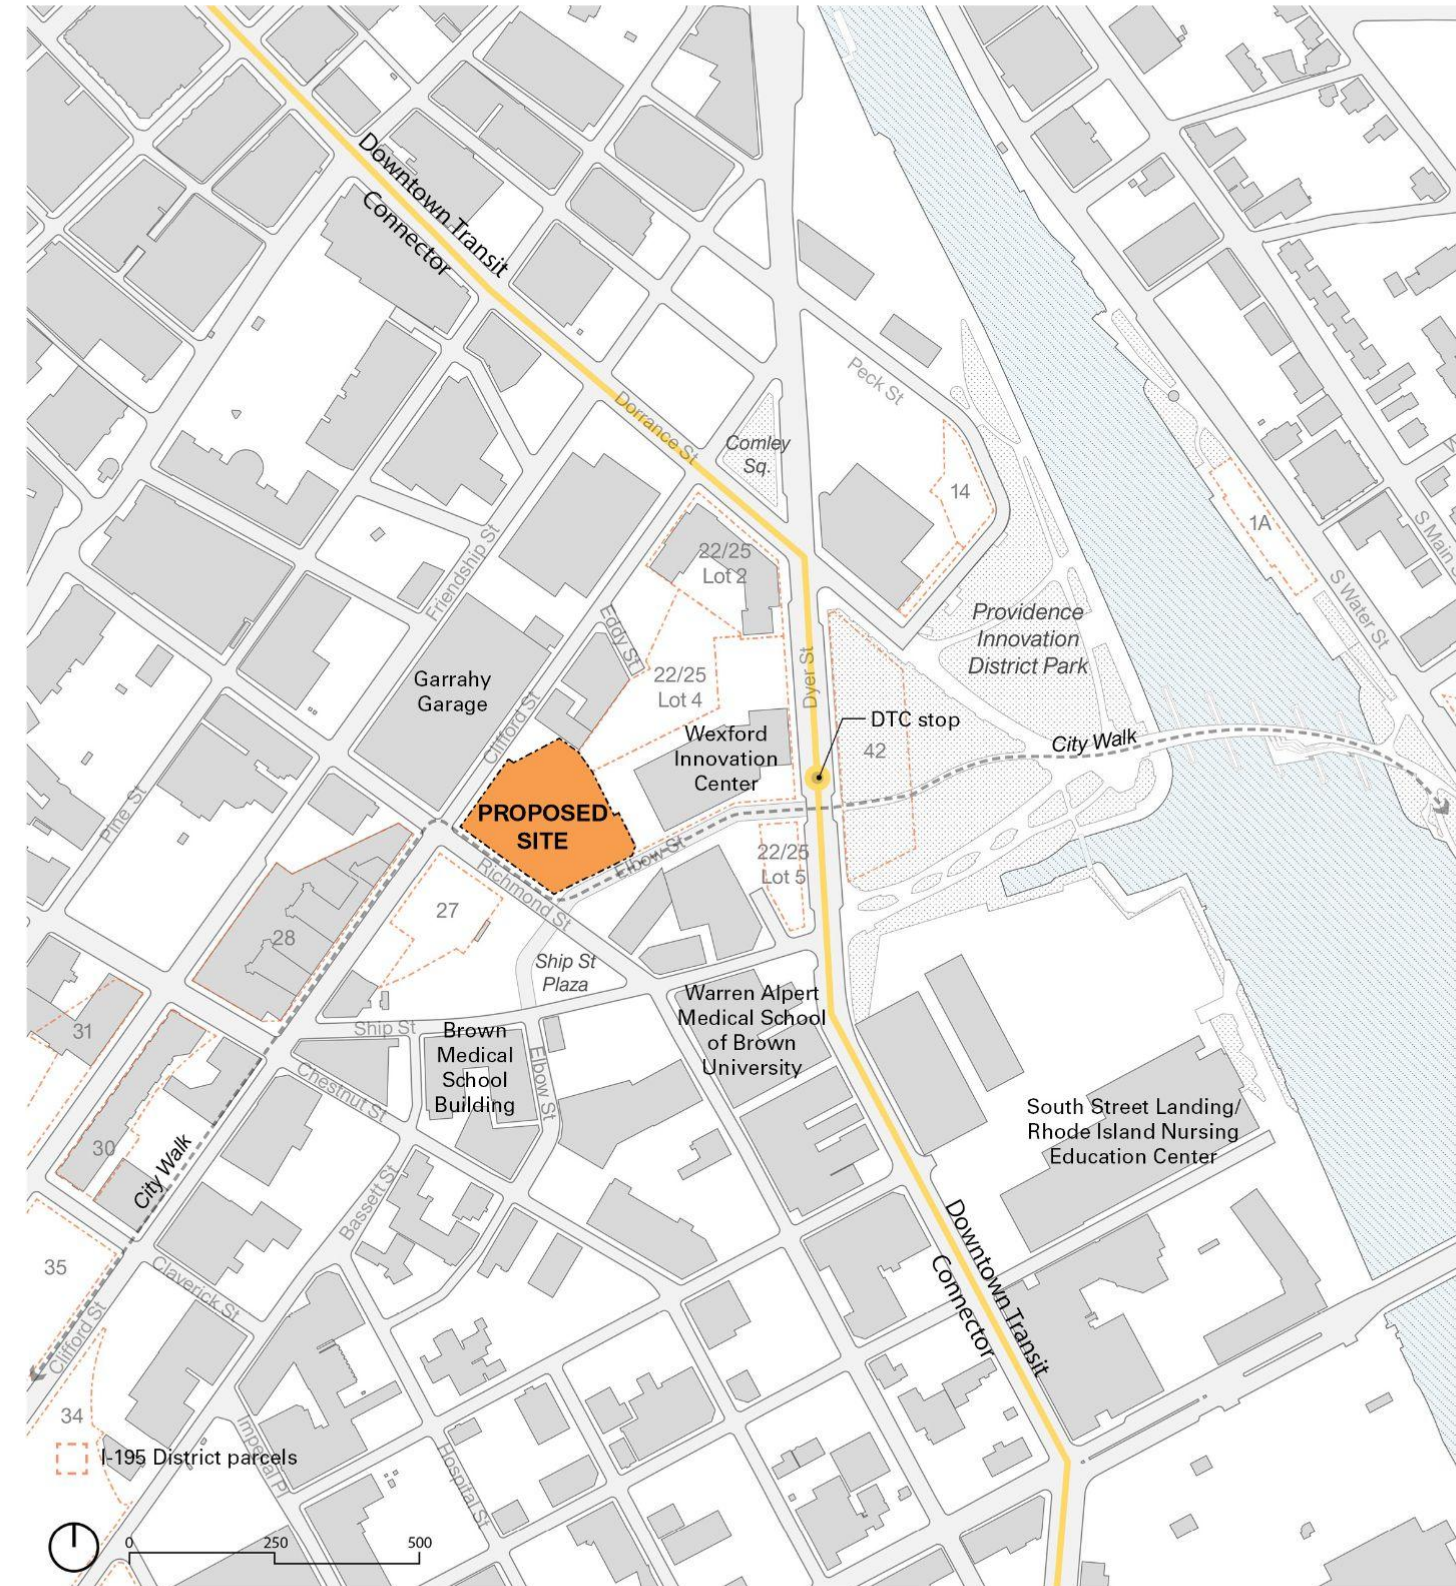 Downtown Transit
Connector
Peck St
Dorrance St
Comley
Sq.
14
1A
S Main
S Water St
22/25
Lot 2
Friendship St
Eddy St
Providence
Innovation
District Park
Garrahy
Garage
22/25
Lot 4
Dyer St
Clifford St
DTC stop
42
City Walk
Wexford
Innovation
Center
Pine St
PROPOSED
SITE
Elbow St
22/25
Lot 5
Richmond St
27
28
Ship St
Plaza
Warren Alpert
Medical School
of Brown
University
31
Ship St
Brown
Medical
School
Building
Elbow St
Chestnut St
South Street Landing/
Rhode Island Nursing
Education Center
30
City Walk
Bassett St
Downtown Transit
Connector
35
Claverick St
Clifford St
34
I-195 District parcels
Imperial Pl
Hospital St
0 250 500